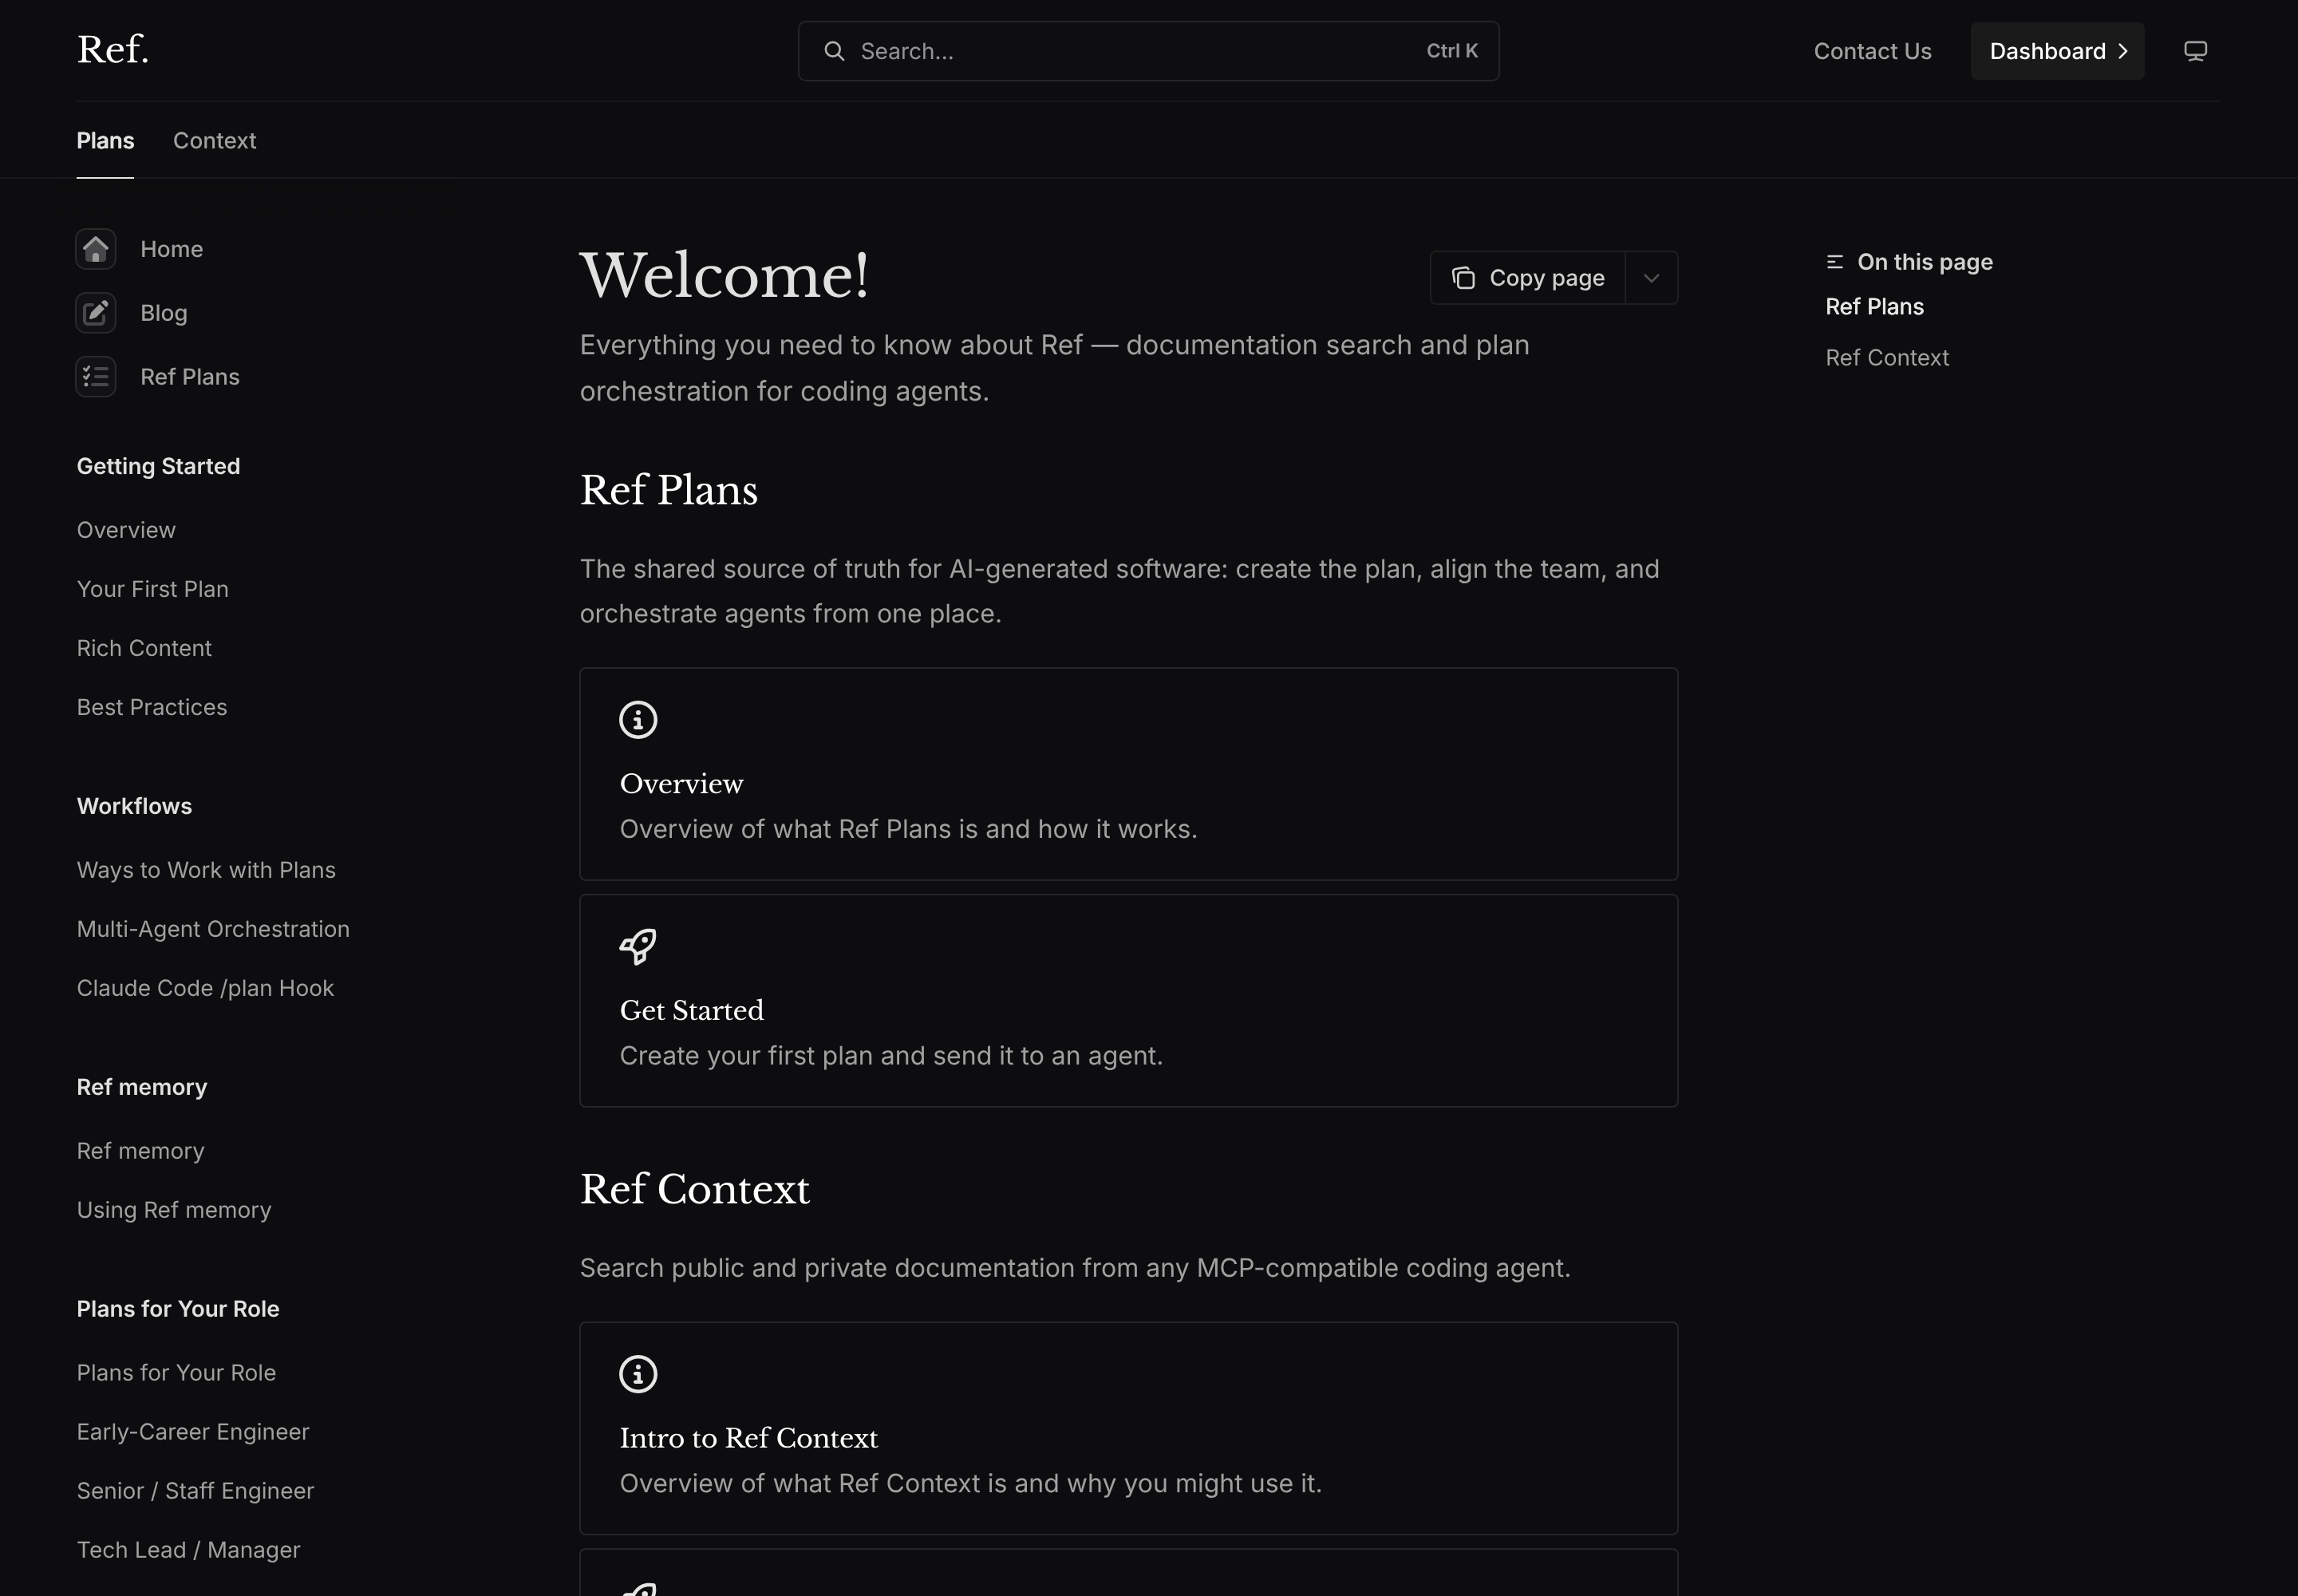 Ref.
Search...
Ctrl K
Contact Us
Dashboard
Plans
Context
Home
Blog
Ref Plans
Getting Started
Overview
Your First Plan
Rich Content
Best Practices
Workflows
Ways to Work with Plans
Multi-Agent Orchestration
Claude Code /plan Hook
Ref memory
Ref memory
Using Ref memory
Plans for Your Role
Plans for Your Role
Early-Career Engineer
Senior / Staff Engineer
Tech Lead / Manager
Welcome!
Copy page
Everything you need to know about Ref — documentation search and plan
orchestration for coding agents.
Ref Plans
The shared source of truth for AI-generated software: create the plan, align the team, and
orchestrate agents from one place.
Overview
Overview of what Ref Plans is and how it works.
Get Started
Create your first plan and send it to an agent.
Ref Context
Search public and private documentation from any MCP-compatible coding agent.
Intro to Ref Context
Overview of what Ref Context is and why you might use it.
On this page
Ref Plans
Ref Context